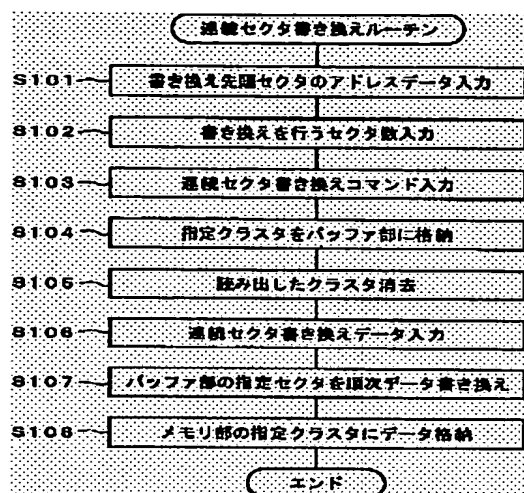 連続セクタ書き換えルーチン
S101
書き換え先頭セクタのアドレスデータ入力
S102
書き換えを行うセクタ数入力
S103
連続セクタ書き換えコマンド入力
S104
指定クラスタをバッファ部に格納
S105
読み出したクラスタ消去
S106
連続セクタ書き換えデータ入力
S107
バッファ部の指定セクタを順次データ書き換え
S108
メモリ部の指定クラスタにデータ格納
エンド